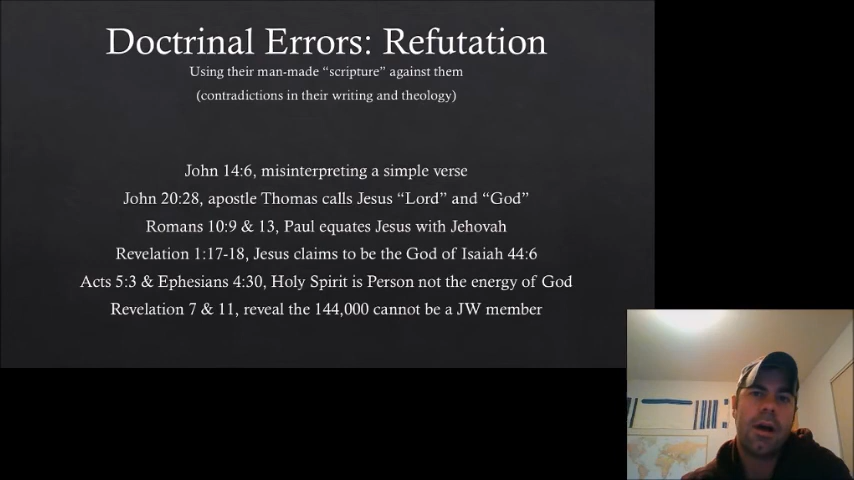 Doctrinal Errors: Refutation
Using their man-made “scripture” against them
(contradictions in their writing and theology)
John 14:6, misinterpreting a simple verse
John 20:28, apostle Thomas calls Jesus “Lord” and “God”
Romans 10:9 & 13, Paul equates Jesus with Jehovah
Revelation 1:17-18, Jesus claims to be the God of Isaiah 44:6
Acts 5:3 & Ephesians 4:30, Holy Spirit is Person not the energy of God
Revelation 7 & 11, reveal the 144,000 cannot be a JW member